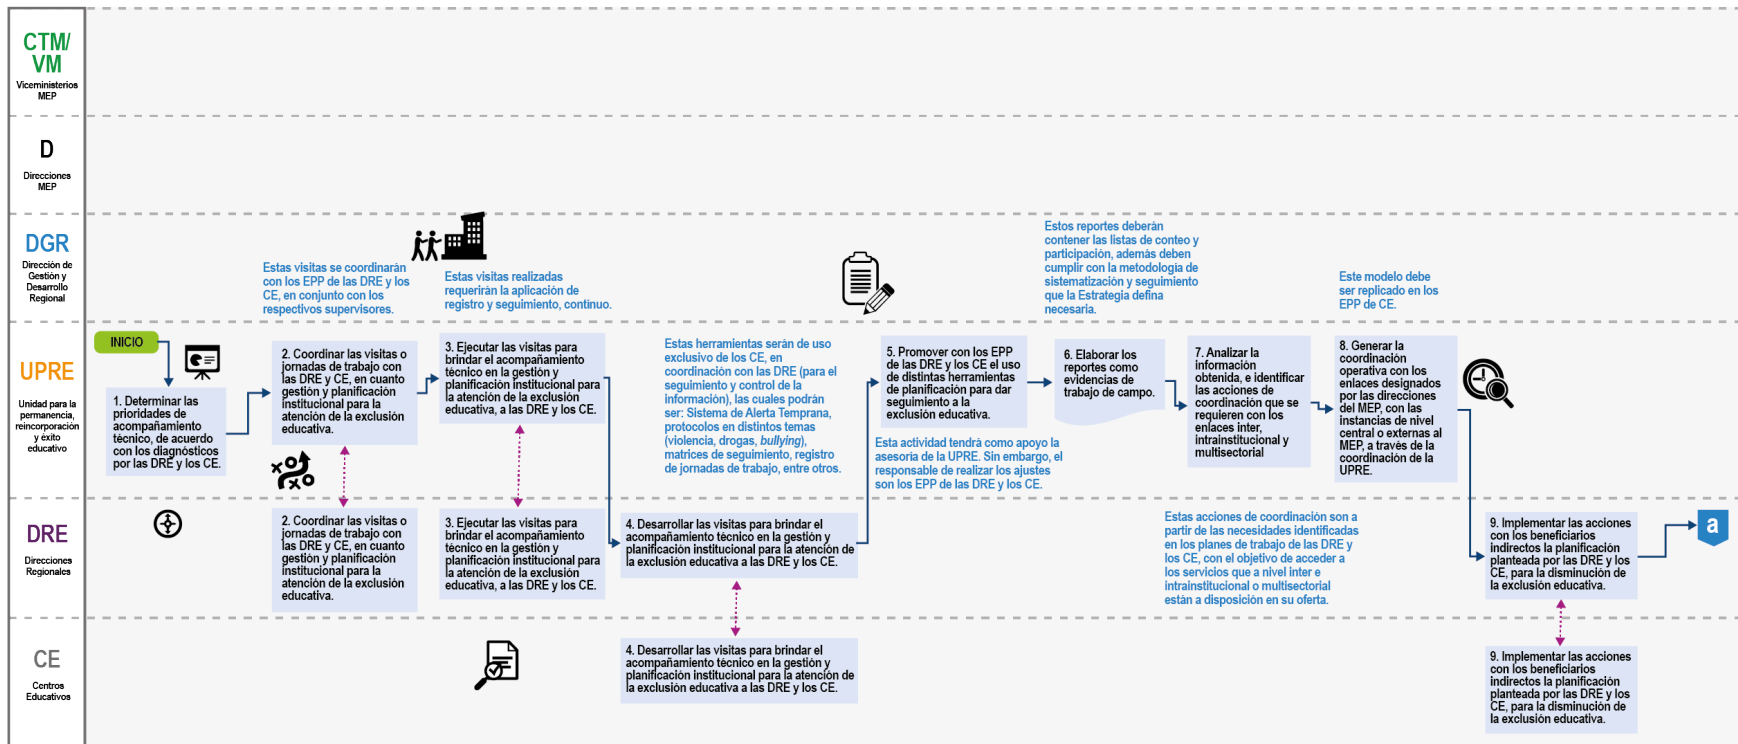 CTM/
VM
Viceministerios
MEP
D
Direcciones
MEP
DGR
Dirección de
Gestión y
Desarrollo
Regional
Estas visitas se coordinarán
con los EPP de las DRE y los
CE, en conjunto con los
respectivos supervisores.
Estas visitas realizadas
requerirán la aplicación de
registro y seguimiento, continuo.
Estos reportes deberán
contener las listas de conteo y
participación, además deben
cumplir con la metodología de
sistematización y seguimiento
que la Estrategia defina
necesaria.
Este modelo debe
ser replicado en los
EPP de CE.
UPRE
Unidad para la
permanencia,
reincorporación
y éxito
educativo
INICIO
1. Determinar las
prioridades de
acompañamiento
técnico, de acuerdo
con los diagnósticos
por las DRE y los CE.
2. Coordinar las visitas o
jornadas de trabajo con
las DRE y CE, en cuanto
gestión y planificación
institucional para la
atención de la exclusión
educativa.
3. Ejecutar las visitas para
brindar el acompañamiento
técnico en la gestión y
planificación institucional para
la atención de la exclusión
educativa, a las DRE y los CE.
Estas herramientas serán de uso
exclusivo de los CE, en
coordinación con las DRE (para el
seguimiento y control de la
información), las cuales podrán
ser: Sistema de Alerta Temprana,
protocolos en distintos temas
(violencia, drogas, bullying),
matrices de seguimiento, registro
de jornadas de trabajo, entre otros.
5. Promover con los EPP
de las DRE y los CE el uso
de distintas herramientas
de planificación para dar
seguimiento a la
exclusión educativa.
Esta actividad tendrá como apoyo la
asesoría de la UPRE. Sin embargo, el
responsable de realizar los ajustes
son los EPP de las DRE y los CE.
6. Elaborar los
reportes como
evidencias de
trabajo de campo.
7. Analizar la
información
obtenida, e identificar
las acciones de
coordinación que se
requieren con los
enlaces inter,
intrainstitucional y
multisectorial
8. Generar la
coordinación
operativa con los
enlaces designados
por las direcciones
del MEP, con las
instancias de nivel
central o externas al
MEP, a través de la
coordinación de la
UPRE.
DRE
Direcciones
Regionales
2. Coordinar las visitas o
jornadas de trabajo con
las DRE y CE, en cuanto
gestión y planificación
institucional para la
atención de la exclusión
educativa.
3. Ejecutar las visitas para
brindar el acompañamiento
técnico en la gestión y
planificación institucional para
la atención de la exclusión
educativa, a las DRE y los CE.
4. Desarrollar las visitas para brindar el
acompañamiento técnico en la gestión y
planificación institucional para la atención de
la exclusión educativa a las DRE y los CE.
Estas acciones de coordinación son a
partir de las necesidades identificadas
en los planes de trabajo de las DRE y
los CE, con el objetivo de acceder a
los servicios que a nivel inter e
intrainstitucional o multisectorial
están a disposición en su oferta.
9. Implementar las acciones
con los beneficiarios
indirectos la planificación
planteada por las DRE y los
CE, para la disminución de
la exclusión educativa.
a
CE
Centros
Educativos
4. Desarrollar las visitas para brindar el
acompañamiento técnico en la gestión y
planificación institucional para la atención de
la exclusión educativa a las DRE y los CE.
9. Implementar las acciones
con los beneficiarios
indirectos la planificación
planteada por las DRE y los
CE, para la disminución de
la exclusión educativa.